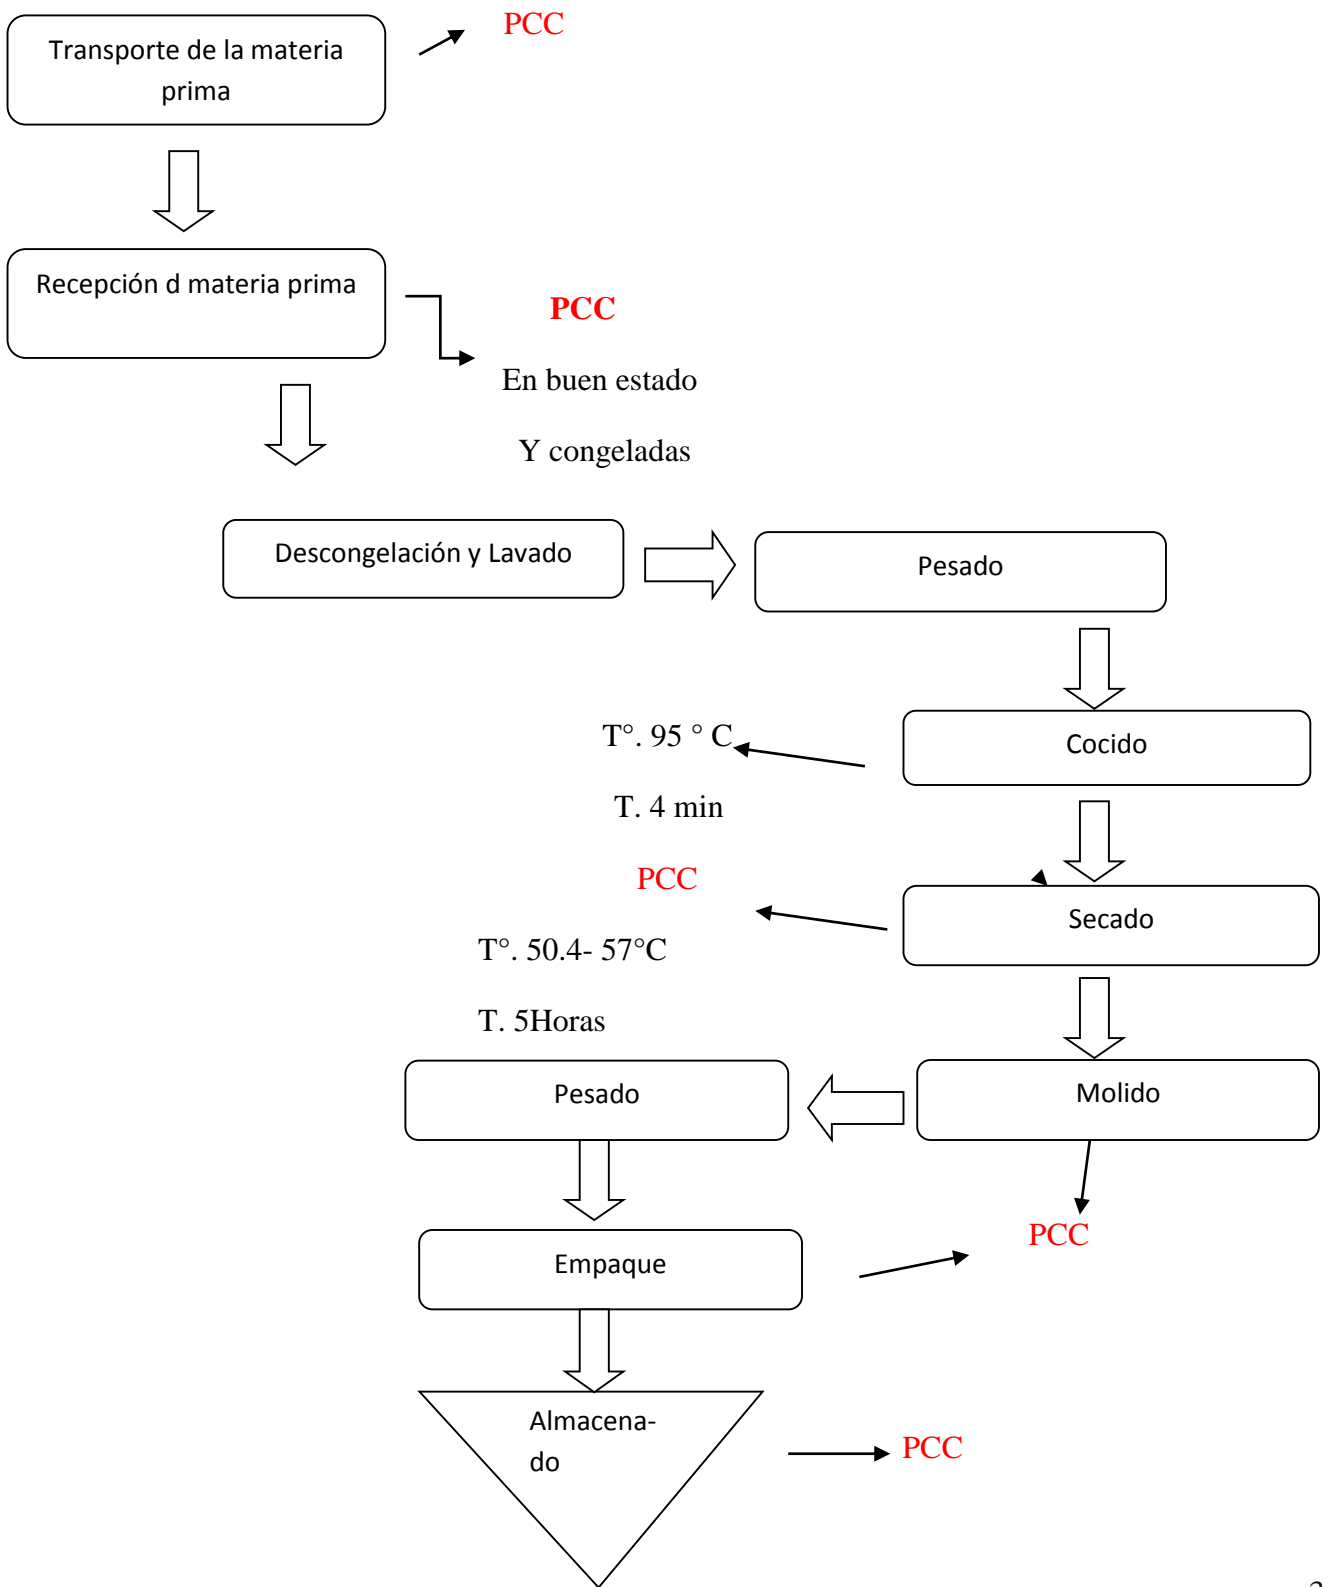 Transporte de la materia
prima
PCC
Recepción d materia prima
PCC
En buen estado
Y congeladas
Descongelación y Lavado
Pesado
Cocido
T°. 95 ° C
T. 4 min
Secado
PCC
T°. 50.4- 57°C
T. 5Horas
Molido
Pesado
PCC
Empaque
Almacena-
do
PCC